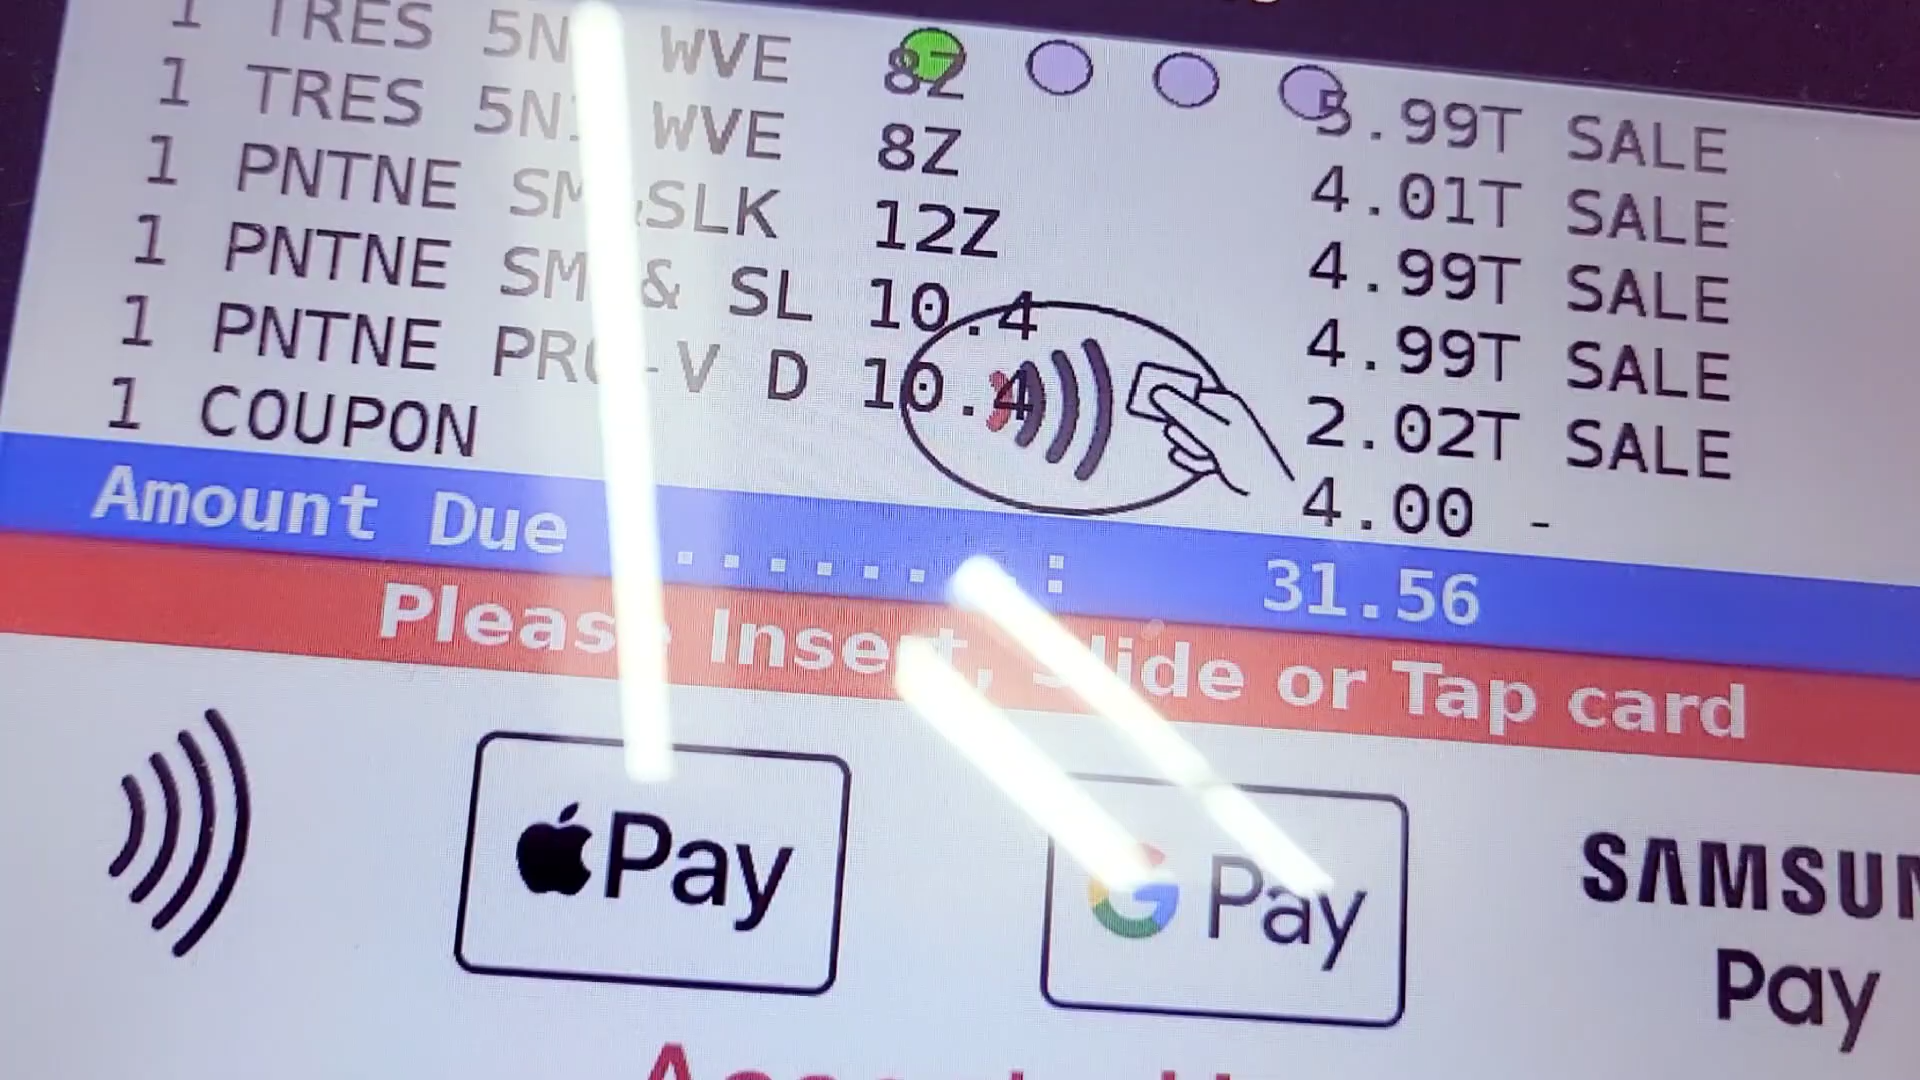 1 TRES 5N WVE 8Z 5.99T SALE
1 TRES 5N WVE 8Z 4.01T SALE
1 PNTNE SM&SLK 12Z 4.99T SALE
1 PNTNE SM & SL 10.4 4.99T SALE
1 PNTNE PRO-V D 10.4 2.02T SALE
1 COUPON 4.00 -
Amount Due ........: 31.56
Please Insert, Slide or Tap card
Pay
G Pay
SAMSUN
Pay